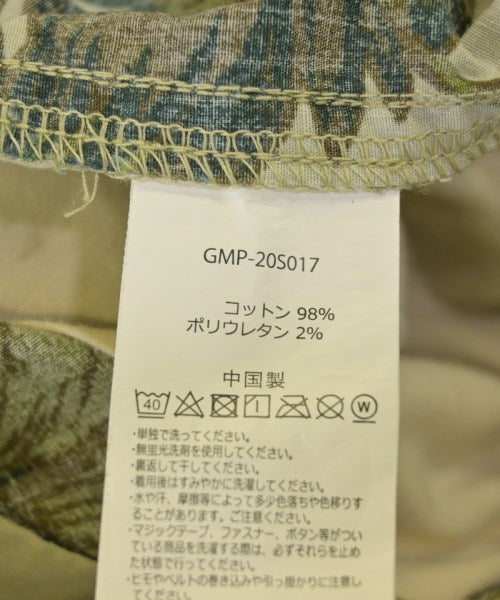 GMP-20S017
コットン 98%
ポリウレタン 2%
中国製
40 W
・単独で洗ってください。
・無蛍光洗剤を使用してください。
・裏返して干してください。
・着用後はすみやかに洗濯してください。
・水や汗、摩擦等によって多少色落ちや色移りす
ることがあります。ご注意ください。
・マジックテープ、ファスナー、ボタン等がつい
ている商品を洗濯する際は、必ずそれらを止め
た状態で行ってください。
・ヒモやベルトの巻き込みや引っ掛かりに注意し
てください。